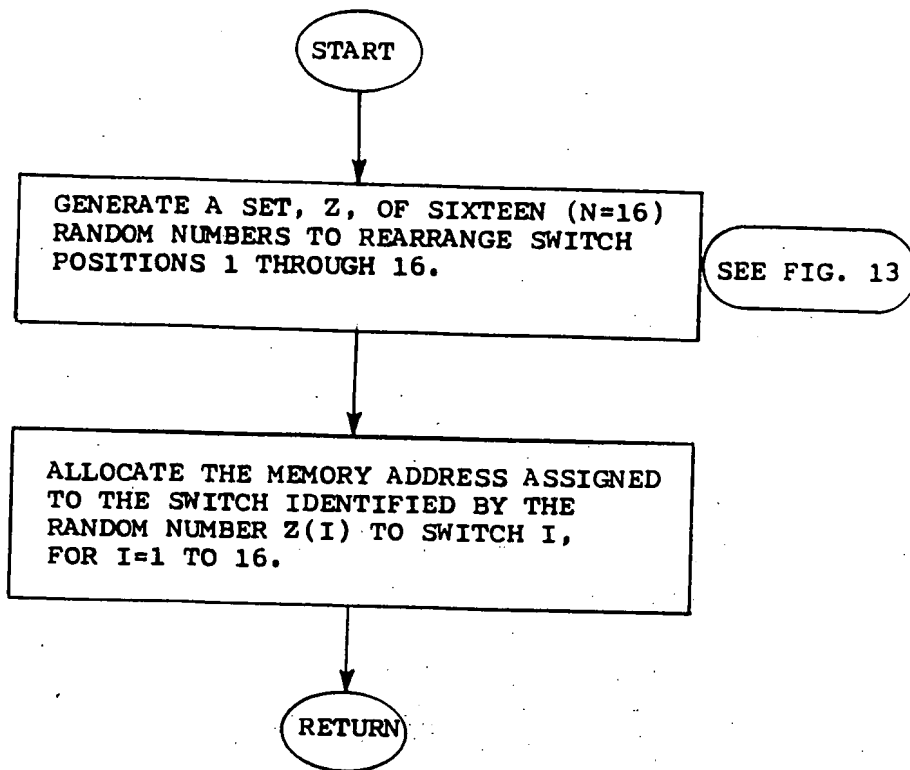 START
GENERATE A SET, Z, OF SIXTEEN (N=16)
RANDOM NUMBERS TO REARRANGE SWITCH
POSITIONS 1 THROUGH 16.
SEE FIG. 13
ALLOCATE THE MEMORY ADDRESS ASSIGNED
TO THE SWITCH IDENTIFIED BY THE
RANDOM NUMBER Z(I) TO SWITCH I,
FOR I=1 TO 16.
RETURN